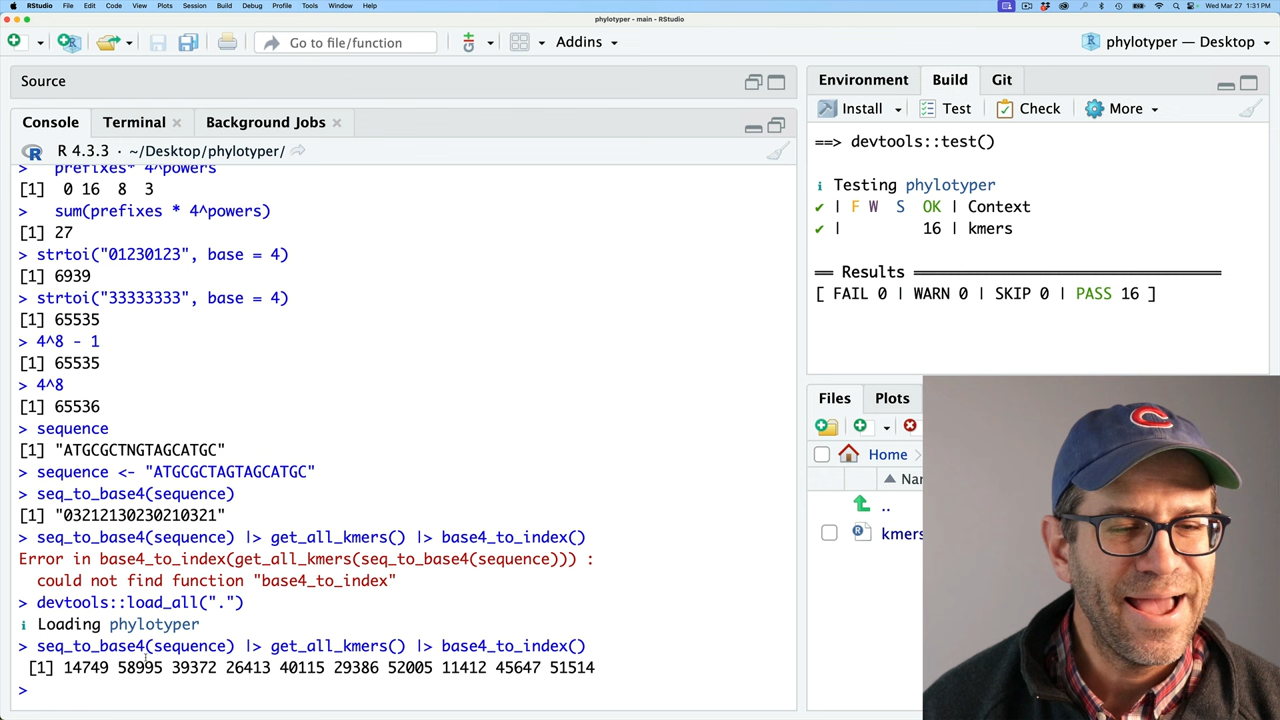 RStudio File Edit Code View Plots Session Build Debug Profile Tools Window Help Wed Mar 27 1:31 PM
phylotyper - main - RStudio
Go to file/function Addins phylotyper — Desktop
Source
Console Terminal Background Jobs
R 4.3.3 · ~/Desktop/phylotyper/
> prefixes* 4^powers
[1] 0 16 8 3
> sum(prefixes * 4^powers)
[1] 27
> strtoi("01230123", base = 4)
[1] 6939
> strtoi("33333333", base = 4)
[1] 65535
> 4^8 - 1
[1] 65535
> 4^8
[1] 65536
> sequence
[1] "ATGCGCTNGTAGCATGC"
> sequence <- "ATGCGCTAGTAGCATGC"
> seq_to_base4(sequence)
[1] "03212130230210321"
> seq_to_base4(sequence) |> get_all_kmers() |> base4_to_index()
Error in base4_to_index(get_all_kmers(seq_to_base4(sequence))) :
could not find function "base4_to_index"
> devtools::load_all(".")
ℹ Loading phylotyper
> seq_to_base4(sequence) |> get_all_kmers() |> base4_to_index()
[1] 14749 58995 39372 26413 40115 29386 52005 11412 45647 51514
>
Environment Build Git
Install Test Check More
==> devtools::test()
ℹ Testing phylotyper
✔ | F W S OK | Context
✔ | 16 | kmers
══ Results ══════════════════════════
[ FAIL 0 | WARN 0 | SKIP 0 | PASS 16 ]
Files Plots
Home
..
kmers